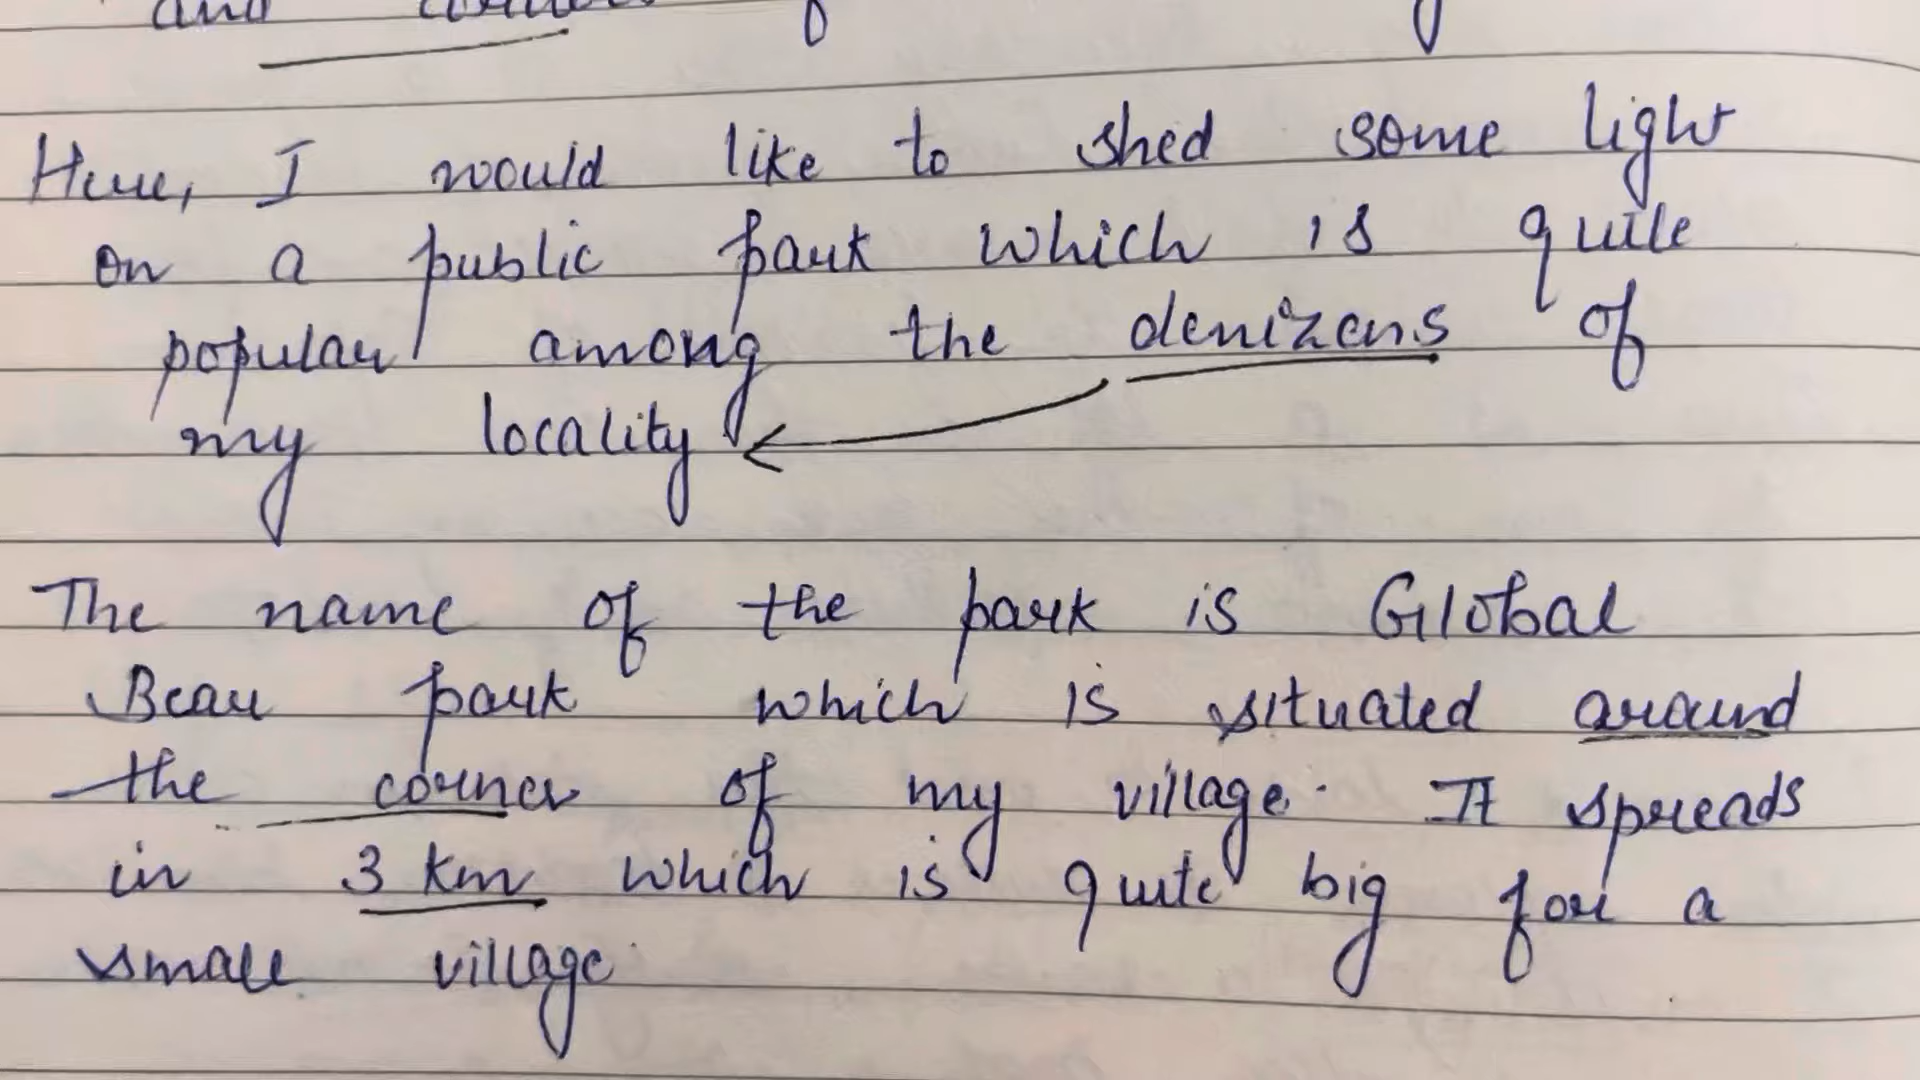 and
Here, I would like to shed some light
on a public park which is quite
popular among the denizens of
my locality
The name of the park is Global
Bear park which is situated around
the corner of my village. It spreads
in 3 km which is quite big for a
small village.